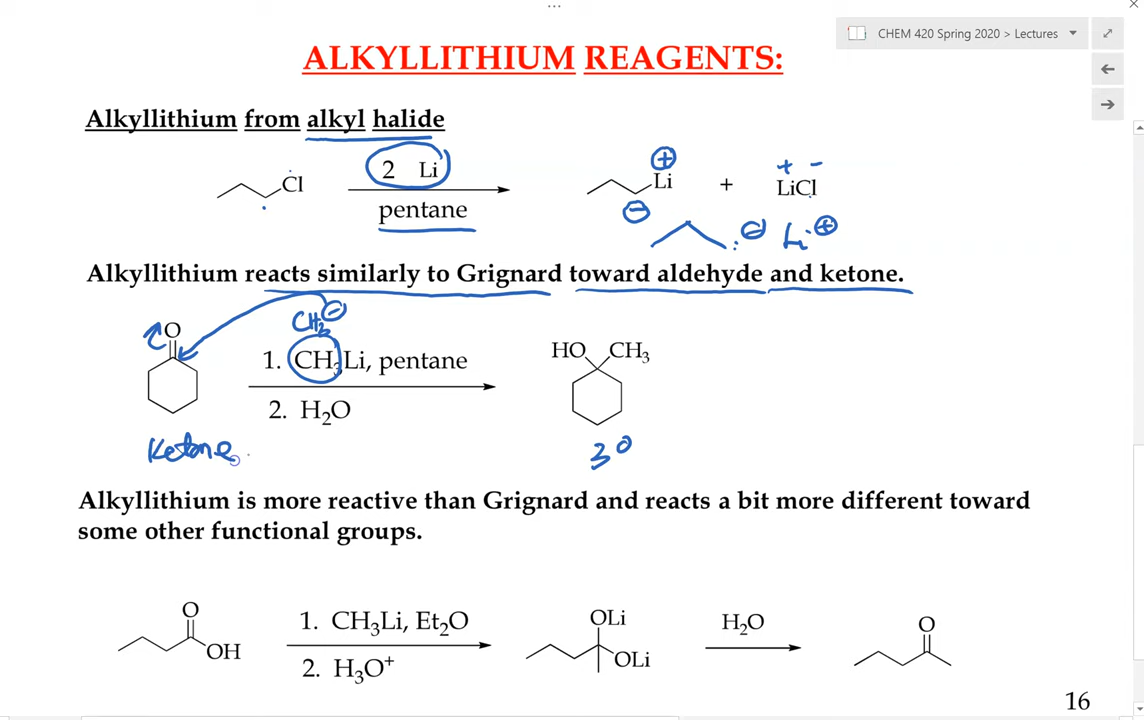 ...
CHEM 420 Spring 2020 > Lectures
ALKYLLITHIUM REAGENTS:
Alkyllithium from alkyl halide
Cl 2 Li Li + LiCl
⊕ + -
pentane
⊖
⊖ Li ⊕
Alkyllithium reacts similarly to Grignard toward aldehyde and ketone.
CH3 ⊖
O
1. CH3Li, pentane
HO CH3
2. H2O
Ketone
3°
Alkyllithium is more reactive than Grignard and reacts a bit more different toward
some other functional groups.
O OH
1. CH3Li, Et2O
2. H3O+
OLi
OLi
H2O
O
16